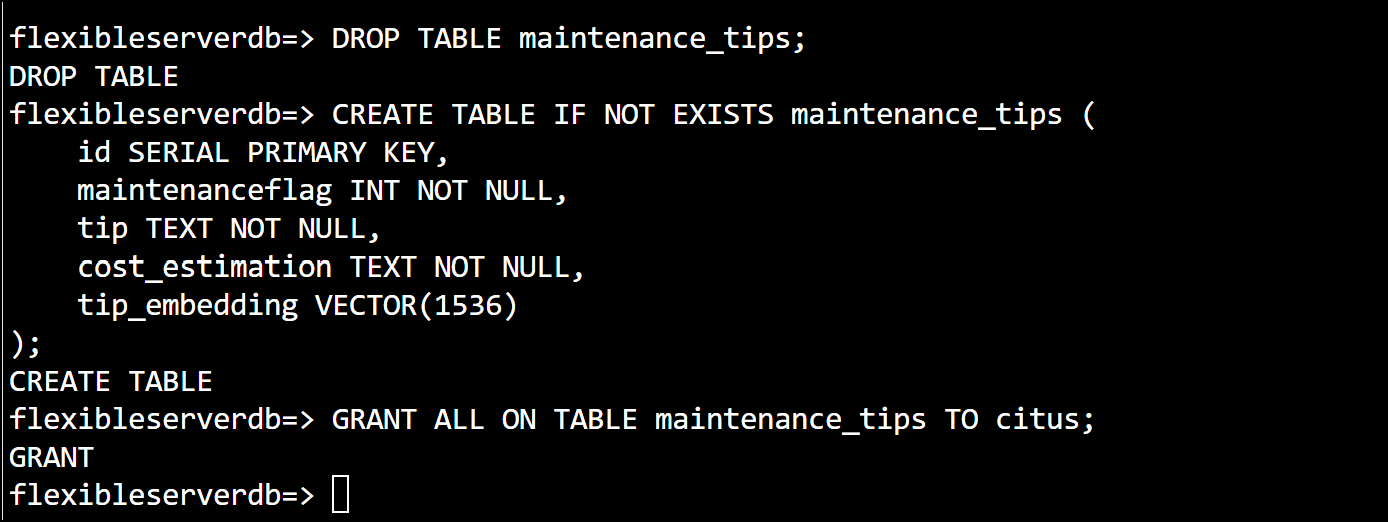 flexibleserverdb=> DROP TABLE maintenance_tips;
DROP TABLE
flexibleserverdb=> CREATE TABLE IF NOT EXISTS maintenance_tips (
    id SERIAL PRIMARY KEY,
    maintenanceflag INT NOT NULL,
    tip TEXT NOT NULL,
    cost_estimation TEXT NOT NULL,
    tip_embedding VECTOR(1536)
);
CREATE TABLE
flexibleserverdb=> GRANT ALL ON TABLE maintenance_tips TO citus;
GRANT
flexibleserverdb=>